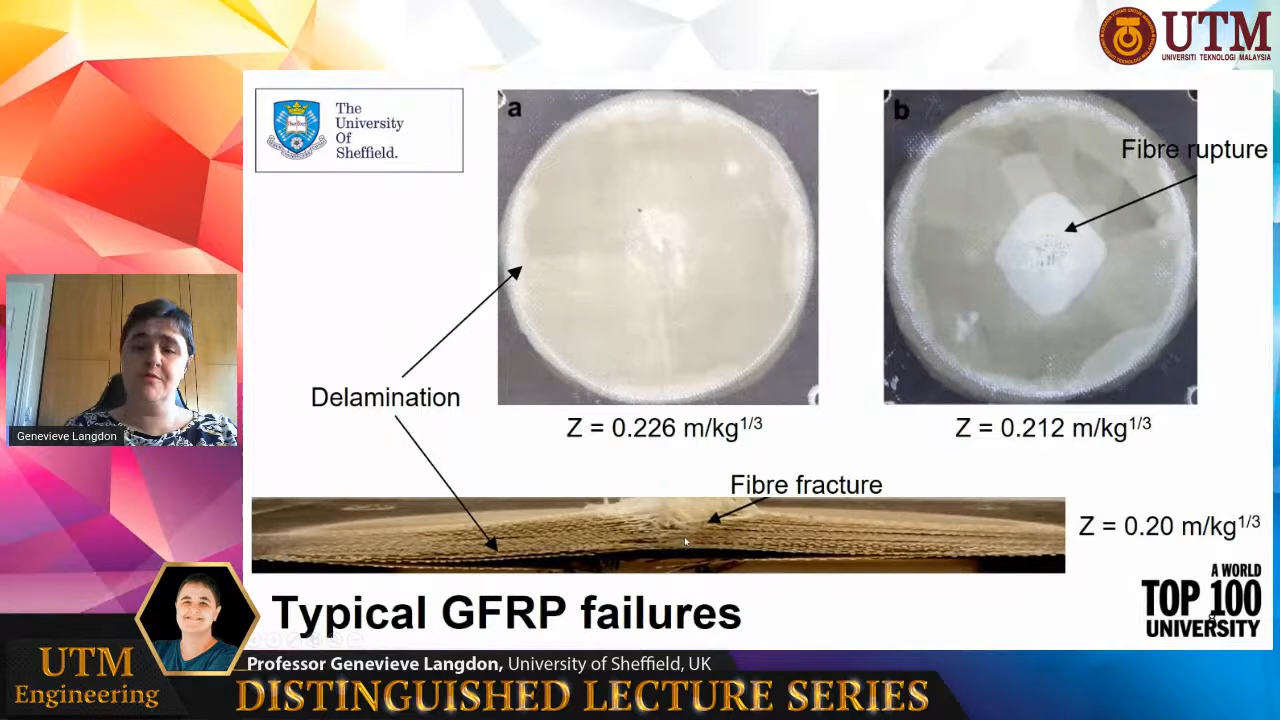 UTM
UNIVERSITI TEKNOLOGI MALAYSIA
The
University
Of
Sheffield.
a
b
Fibre rupture
Delamination
Z = 0.226 m/kg1/3
Z = 0.212 m/kg1/3
Genevieve Langdon
Fibre fracture
Z = 0.20 m/kg1/3
A WORLD
TOP 100
UNIVERSITY
Typical GFRP failures
UTM
Engineering
Professor Genevieve Langdon, University of Sheffield, UK
DISTINGUISHED LECTURE SERIES